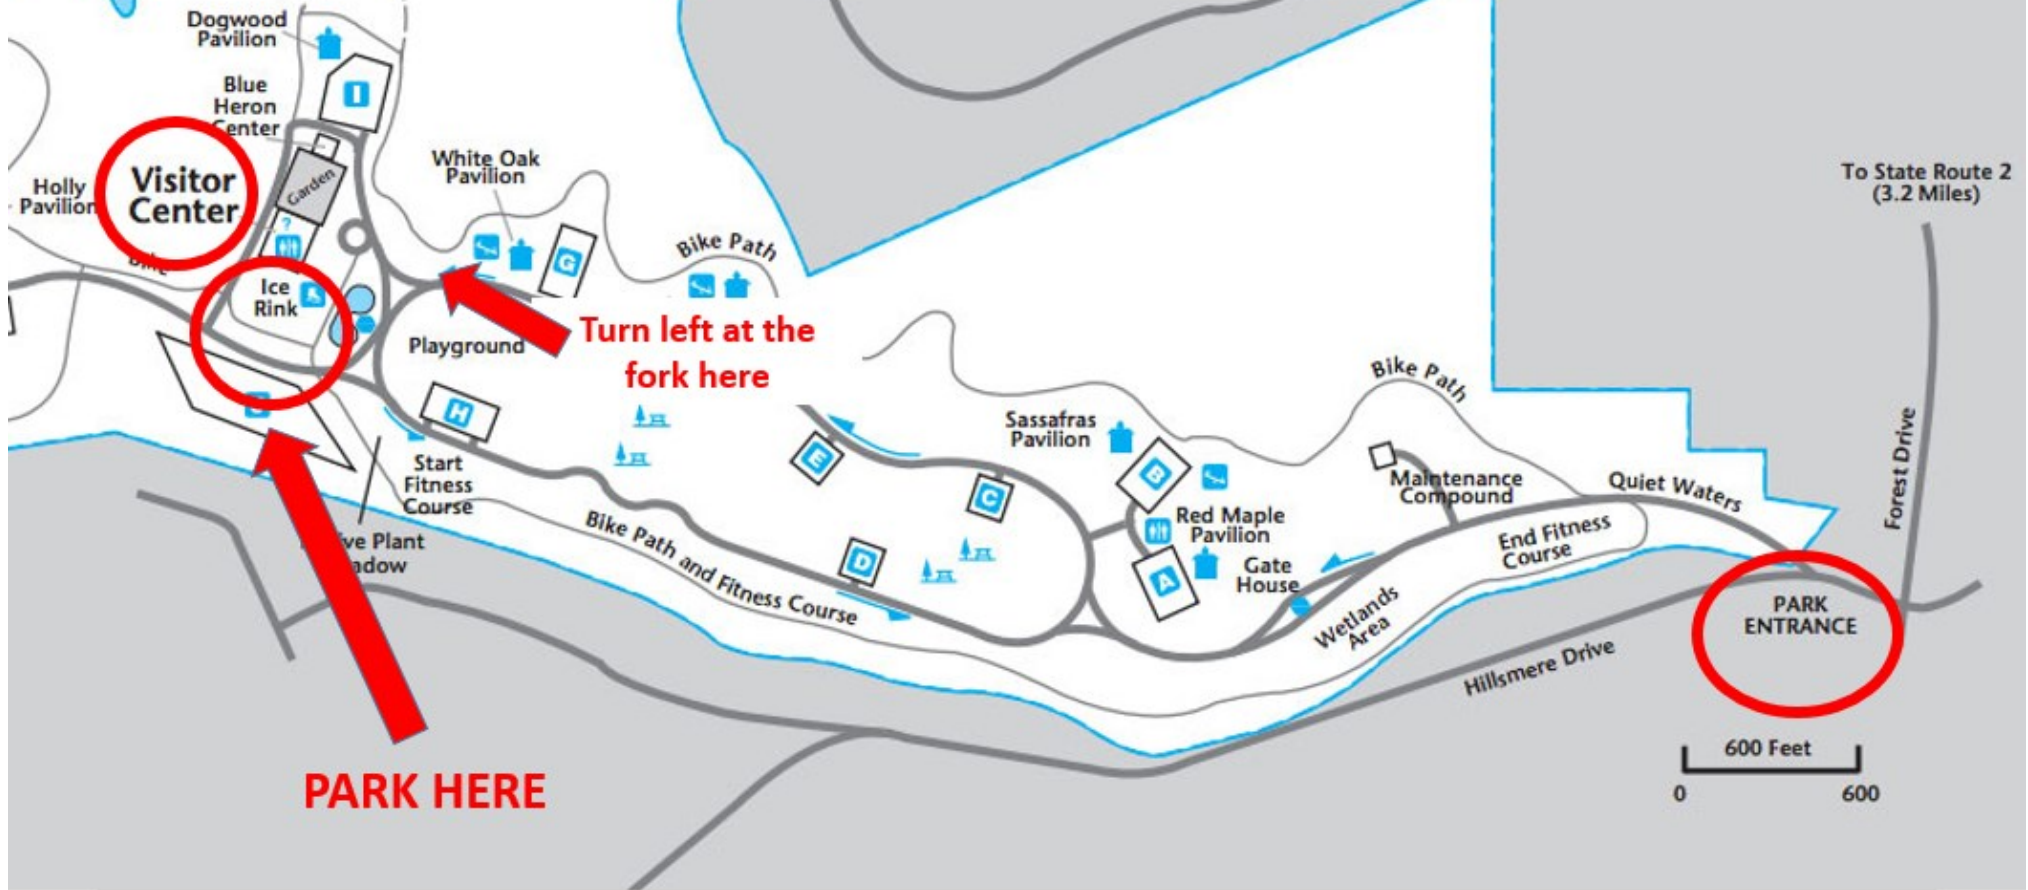 Dogwood
Pavilion
I
Blue
Heron
Center
Visitor
Center
Holly
Pavilion
Garden
?
White Oak
Pavilion
G
Bike Path
Ice
Rink
Playground
Turn left at the
fork here
H
Start
Fitness
Course
Plant
PARK HERE
Bike Path and Fitness Course
E
C
D
Sassafras
Pavilion
B
Red Maple
Pavilion
A
Gate
House
Bike Path
Maintenance
Compound
Quiet Waters
End Fitness
Course
Wetlands
Area
Hillsmere Drive
Forest Drive
To State Route 2
(3.2 Miles)
PARK
ENTRANCE
600 Feet
0 600